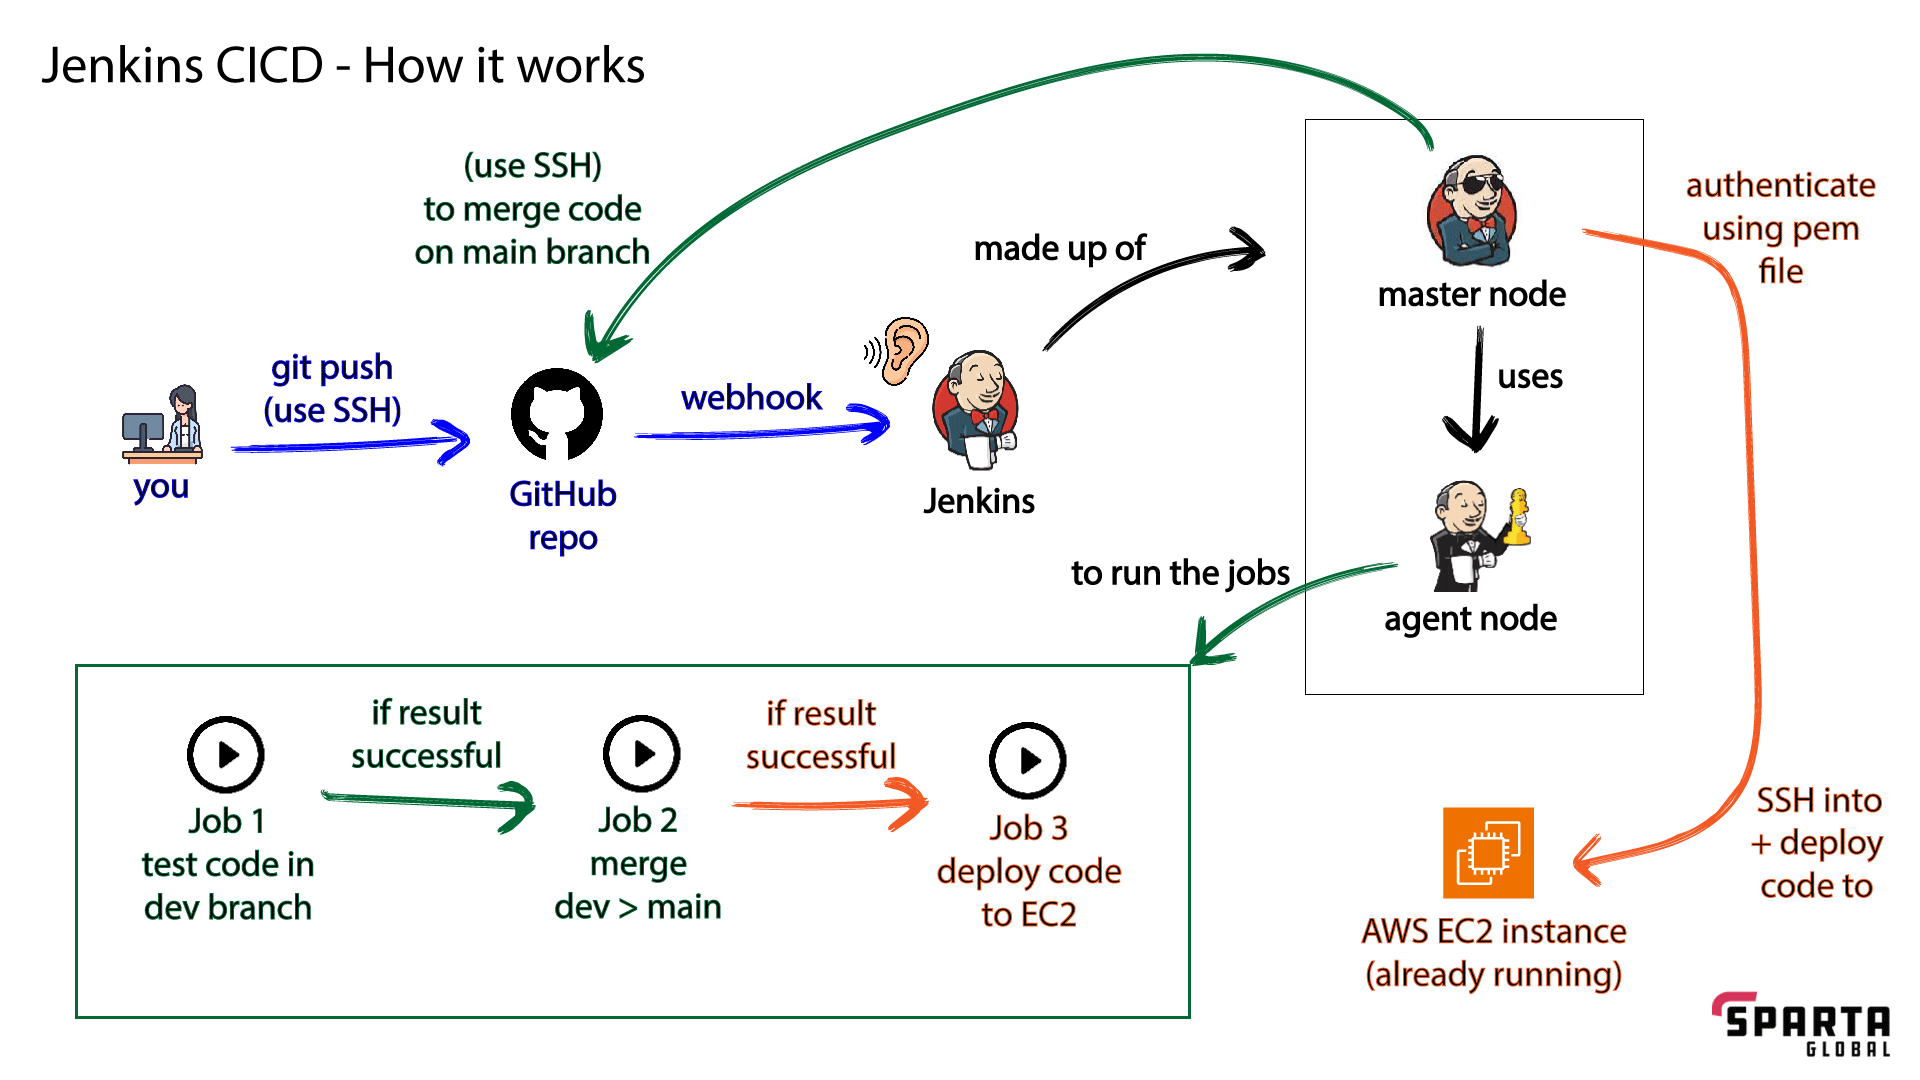 Jenkins CICD - How it works
(use SSH)
to merge code
on main branch
made up of
master node
authenticate
using pem
file
uses
git push
(use SSH)
webhook
you
GitHub
repo
Jenkins
to run the jobs
agent node
if result
successful
if result
successful
Job 1
test code in
dev branch
Job 2
merge
dev > main
Job 3
deploy code
to EC2
SSH into
+ deploy
code to
AWS EC2 instance
(already running)
SPARTA
GLOBAL